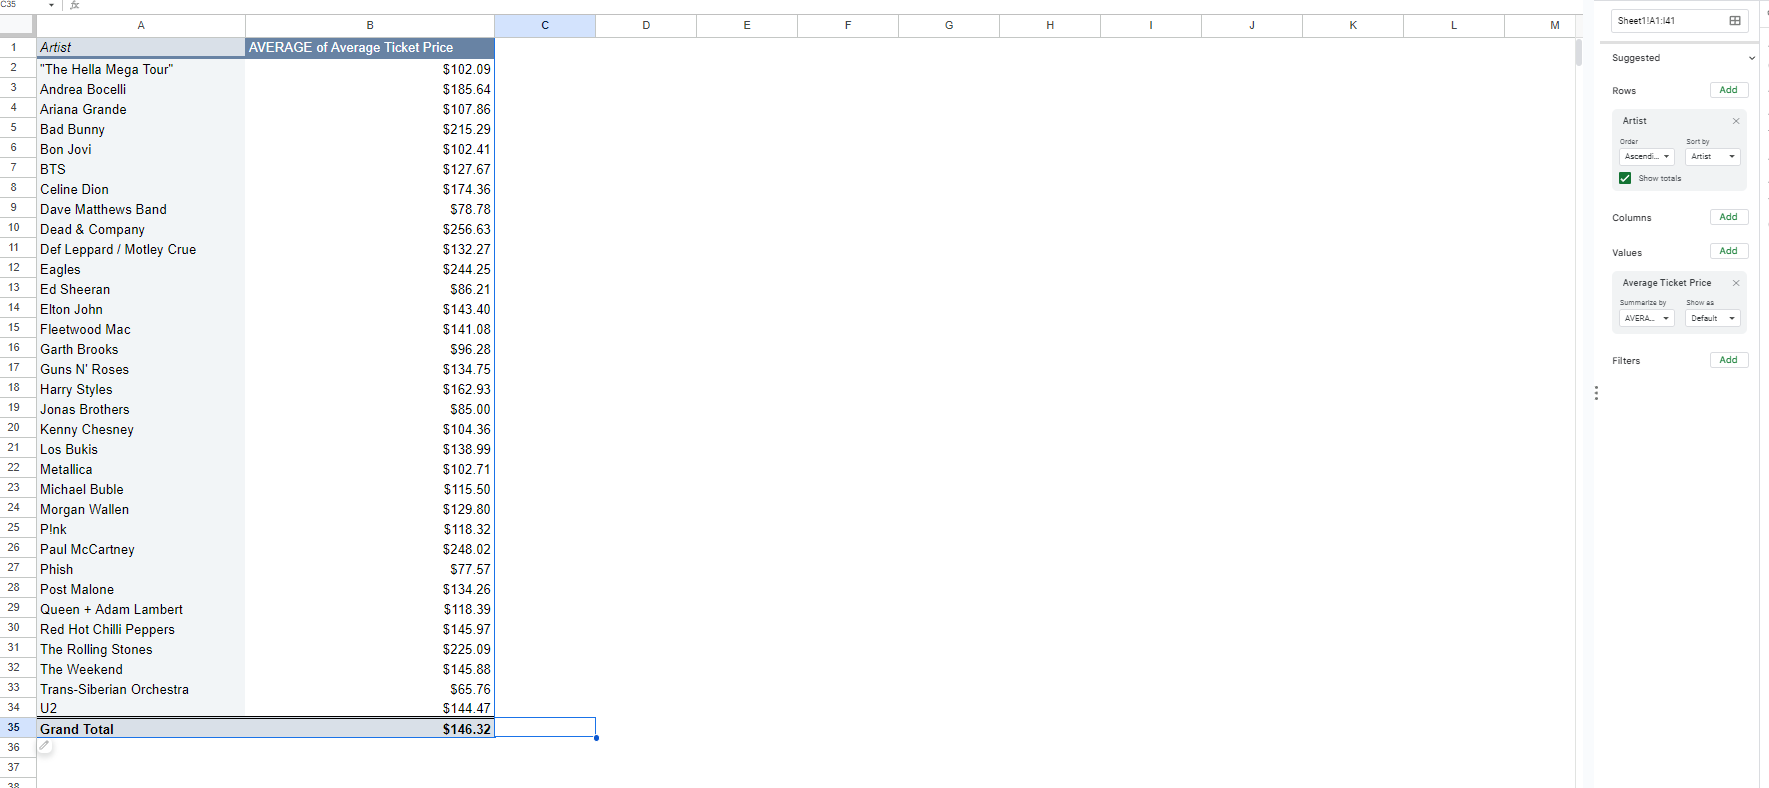 C35 fx
A B C D E F G H I J K L M
1 Artist AVERAGE of Average Ticket Price
2 "The Hella Mega Tour" $102.09
3 Andrea Bocelli $185.64
4 Ariana Grande $107.86
5 Bad Bunny $215.29
6 Bon Jovi $102.41
7 BTS $127.67
8 Celine Dion $174.36
9 Dave Matthews Band $78.78
10 Dead & Company $256.63
11 Def Leppard / Motley Crue $132.27
12 Eagles $244.25
13 Ed Sheeran $86.21
14 Elton John $143.40
15 Fleetwood Mac $141.08
16 Garth Brooks $96.28
17 Guns N' Roses $134.75
18 Harry Styles $162.93
19 Jonas Brothers $85.00
20 Kenny Chesney $104.36
21 Los Bukis $138.99
22 Metallica $102.71
23 Michael Buble $115.50
24 Morgan Wallen $129.80
25 P!nk $118.32
26 Paul McCartney $248.02
27 Phish $77.57
28 Post Malone $134.26
29 Queen + Adam Lambert $118.39
30 Red Hot Chilli Peppers $145.97
31 The Rolling Stones $225.09
32 The Weekend $145.88
33 Trans-Siberian Orchestra $65.76
34 U2 $144.47
35 Grand Total $146.32
36
37
38
Sheet1!A1:I41
Suggested
Rows Add
Artist
Order Sort by
Ascendi... Artist
Show totals
Columns Add
Values Add
Average Ticket Price
Summarize by Show as
AVERA... Default
Filters Add